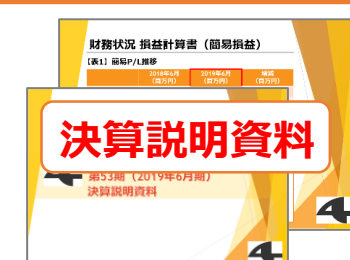 財務状況 損益計算書（簡易損益）
【表1】簡易P/L推移
2018年6月 2019年6月 増減
(百万円) (百万円) (百万円)
決算説明資料
第53期（2019年6月期）
決算説明資料